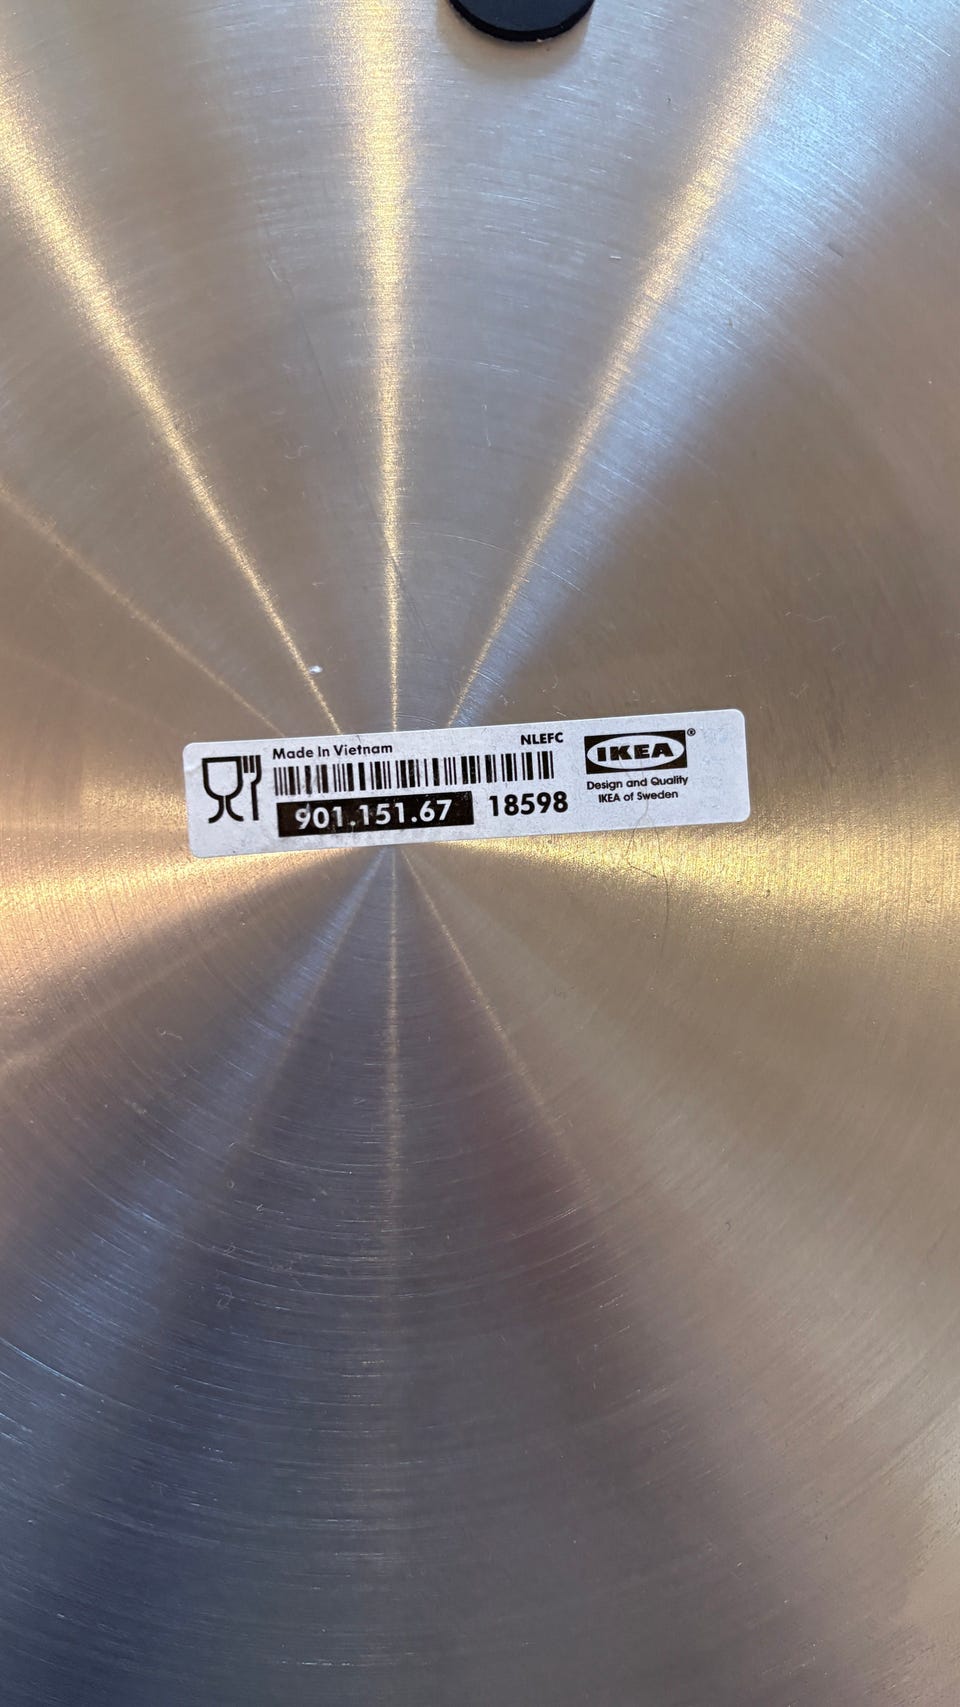 Made In Vietnam
NLEFC
901.151.67
18598
IKEA®
Design and Quality
IKEA of Sweden